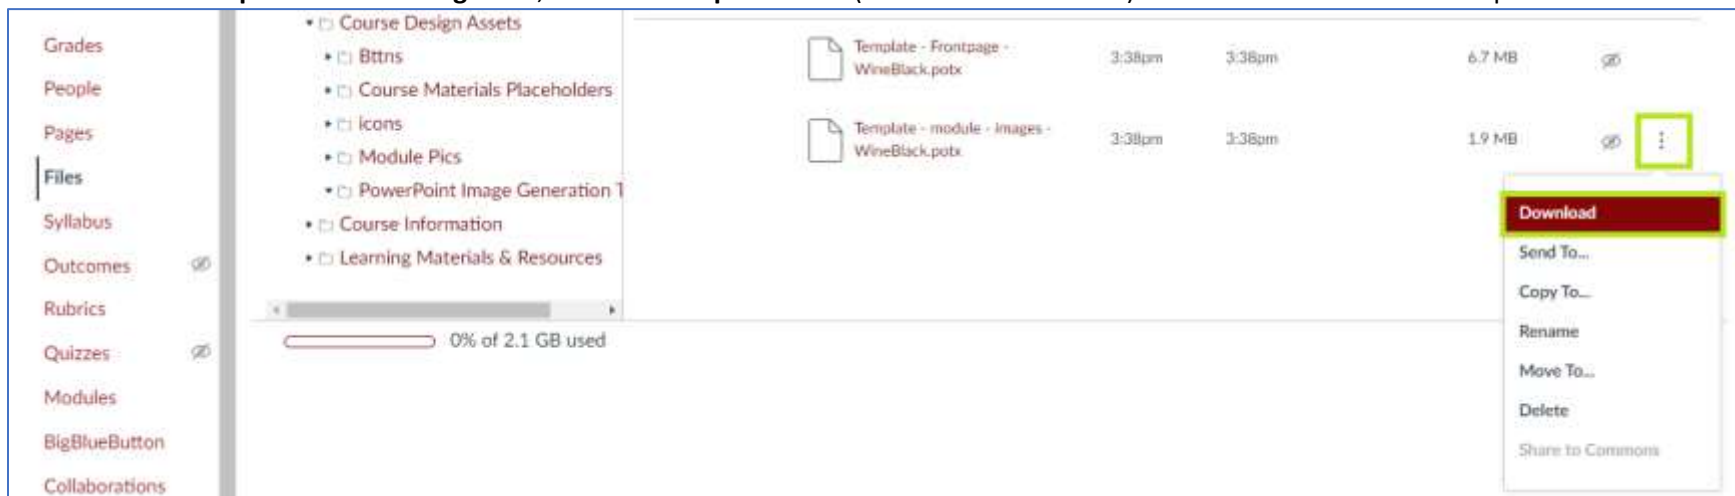 Grades
People
Pages
Files
Syllabus
Outcomes
Rubrics
Quizzes
Modules
BigBlueButton
Collaborations
Course Design Assets
Bttns
Course Materials Placeholders
icons
Module Pics
PowerPoint Image Generation T
Course Information
Learning Materials & Resources
0% of 2.1 GB used
Template - Frontpage -
WineBlack.potx
3:38pm 3:38pm 6.7 MB
Template - module - images -
WineBlack.potx
3:38pm 3:38pm 1.9 MB
Download
Send To...
Copy To...
Rename
Move To...
Delete
Share to Commons